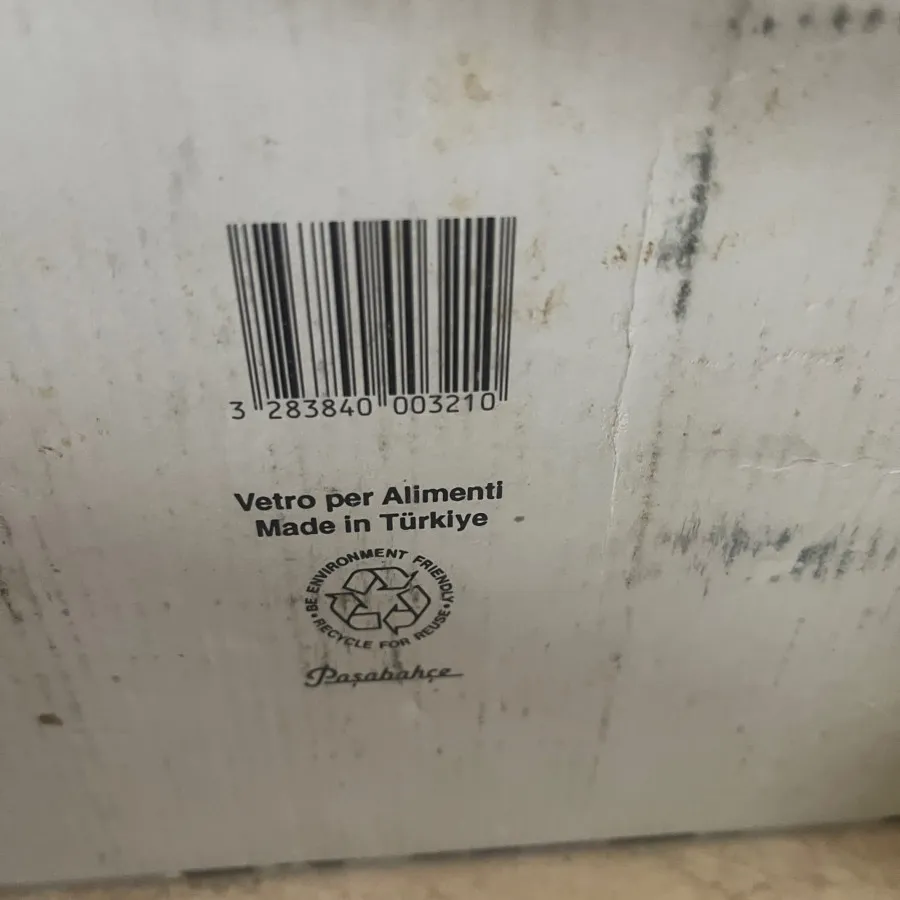 3 283840 003210
Vetro per Alimenti
Made in Türkiye
• BE ENVIRONMENT FRIENDLY •
RECYCLE FOR REUSE
Paşabahçe